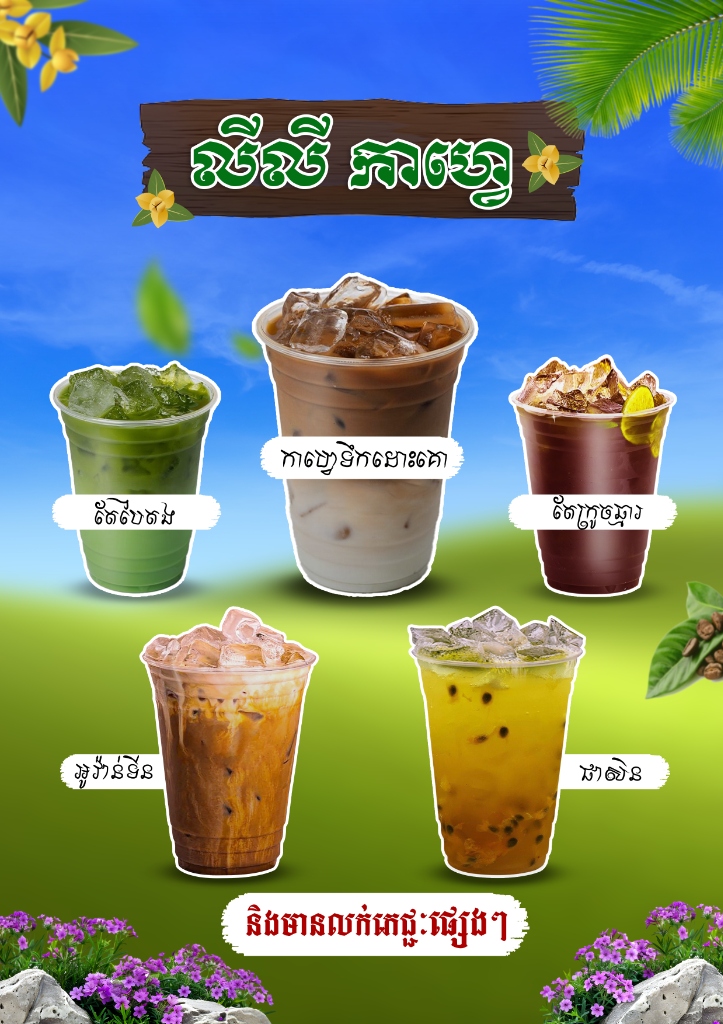 លីលី កាហ្វេ
កាហ្វេទឹកដោះគោ
តែបៃតង
តែក្រូចឆ្មារ
អូវ៉ាន់ទីន
ផាសិន
និងមានលក់ភេជ្ជៈផ្សេងៗ